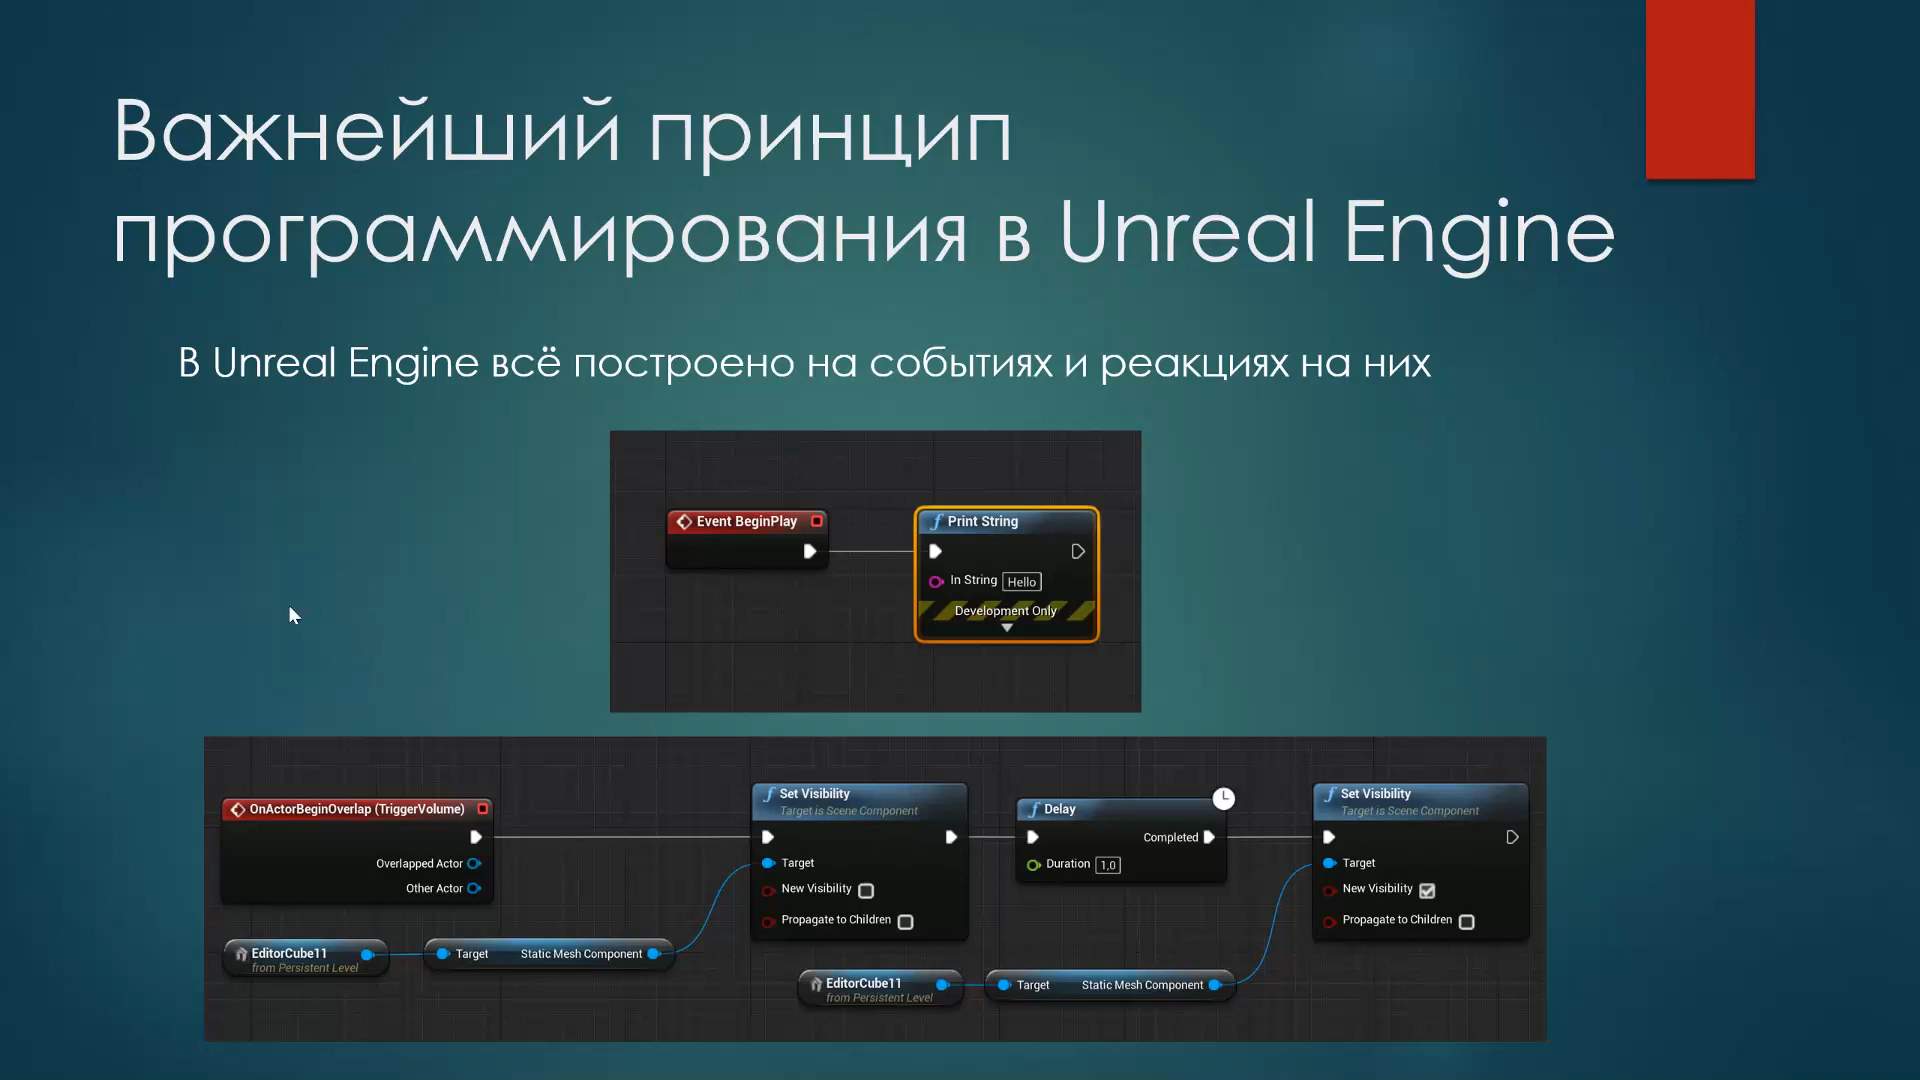 Важнейший принцип
программирования в Unreal Engine
В Unreal Engine всё построено на событиях и реакциях на них
Event BeginPlay
Print String
In String Hello
Development Only
OnActorBeginOverlap (TriggerVolume)
Overlapped Actor
Other Actor
EditorCube11
from Persistent Level
Target Static Mesh Component
Set Visibility
Target is Scene Component
Target
New Visibility
Propagate to Children
Delay
Completed
Duration 1,0
EditorCube11
from Persistent Level
Target Static Mesh Component
Set Visibility
Target is Scene Component
Target
New Visibility
Propagate to Children